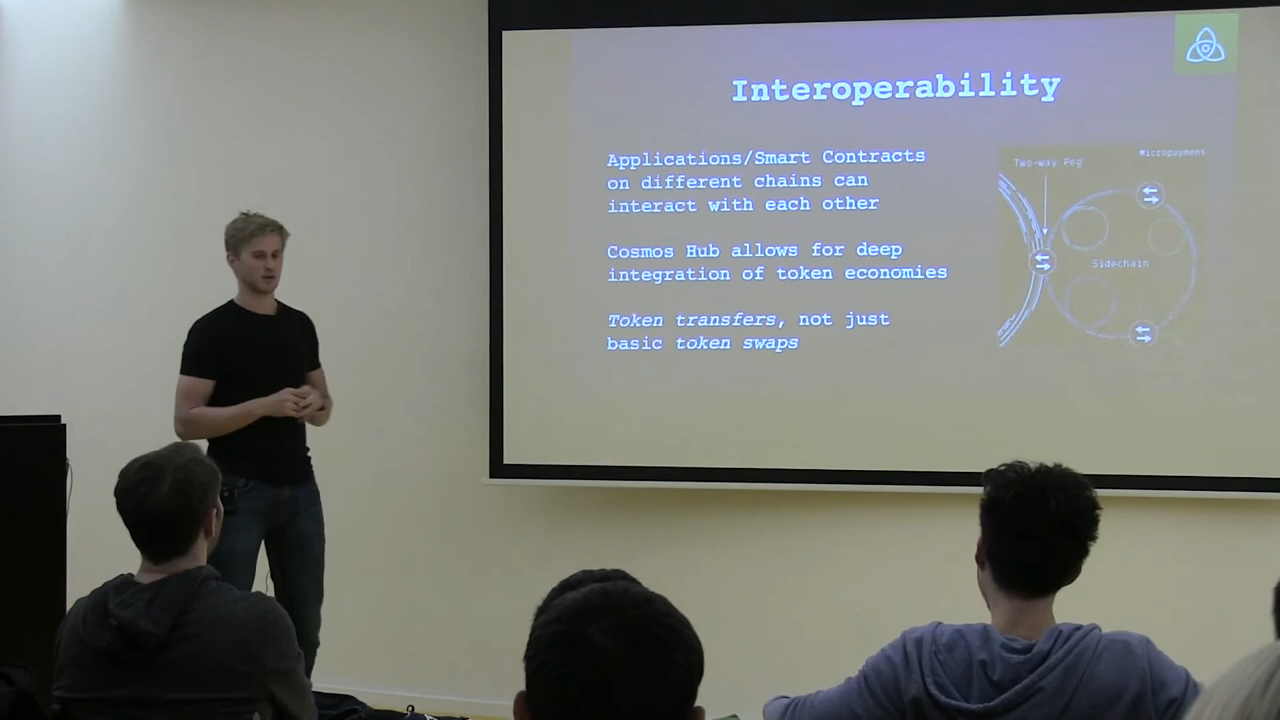 Interoperability
Applications/Smart Contracts
on different chains can
interact with each other
Cosmos Hub allows for deep
integration of token economies
Token transfers, not just
basic token swaps
Two-way Peg
Micropayment
Sidechain